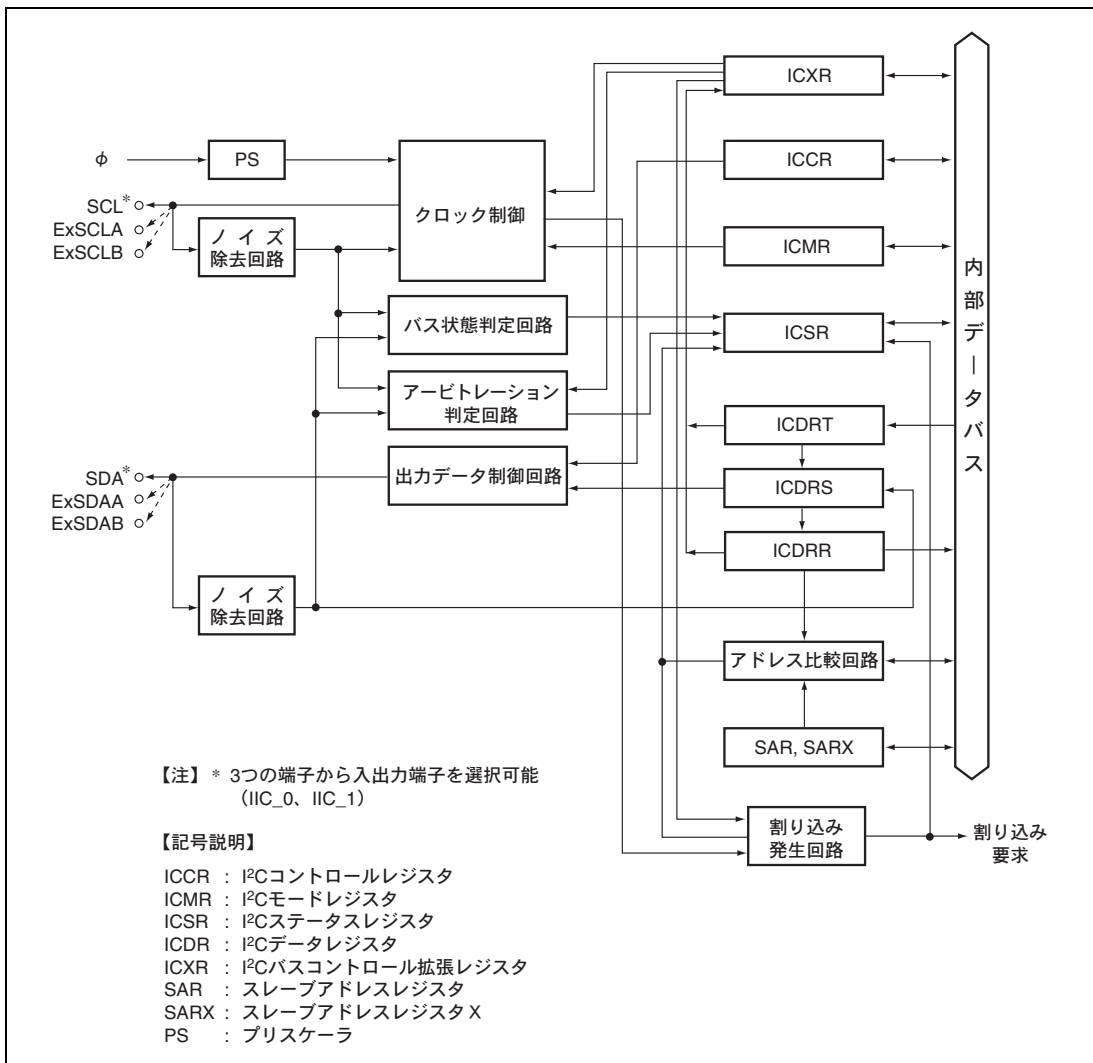 ICXR
φ
PS
ICCR
SCL*
ExSCLA
ExSCLB
クロック制御
ノイズ
除去回路
ICMR
バス状態判定回路
ICSR
アービトレーション
判定回路
ICDRT
SDA*
ExSDAA
ExSDAB
出力データ制御回路
ICDRS
ICDRR
ノイズ
除去回路
アドレス比較回路
SAR, SARX
内部データバス
割り込み
発生回路
割り込み
要求
【注】* 3つの端子から入出力端子を選択可能
(IIC_0、IIC_1)
【記号説明】
ICCR : I²Cコントロールレジスタ
ICMR : I²Cモードレジスタ
ICSR : I²Cステータスレジスタ
ICDR : I²Cデータレジスタ
ICXR : I²Cバスコントロール拡張レジスタ
SAR : スレーブアドレスレジスタ
SARX : スレーブアドレスレジスタ X
PS : プリスケーラ